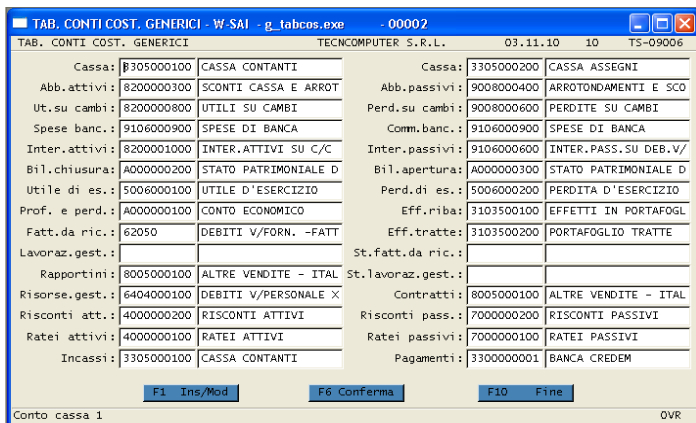 TAB. CONTI COST. GENERICI - W-SAI - g_tabcos.exe - 00002
TAB. CONTI COST. GENERICI TECNCOMPUTER S.R.L. 03.11.10 10 TS-09006
Cassa: 3305000100 CASSA CONTANTI Cassa: 3305000200 CASSA ASSEGNI
Abb.attivi: 8200000300 SCONTI CASSA E ARROT Abb.passivi: 9008000400 ARROTONDAMENTI E SCO
Ut.su cambi: 8200000800 UTILI SU CAMBI Perd.su cambi: 9008000600 PERDITE SU CAMBI
Spese banc.: 9106000900 SPESE DI BANCA Comm.banc.: 9106000900 SPESE DI BANCA
Inter.attivi: 8200001000 INTER.ATTIVI SU C/C Inter.passivi: 9106000600 INTER.PASS.SU DEB.V/
Bil.chiusura: A000000200 STATO PATRIMONIALE D Bil.apertura: A000000300 STATO PATRIMONIALE D
Utile di es.: 5006000100 UTILE D'ESERCIZIO Perd.di es.: 5006000200 PERDITA D'ESERCIZIO
Prof. e perd.: A000000100 CONTO ECONOMICO Eff.riba: 3103500100 EFFETTI IN PORTAFOGL
Fatt.da ric.: 62050 DEBITI V/FORN. -FATT Eff.tratte: 3103500200 PORTAFOGLIO TRATTE
Lavoraz.gest.: St.fatt.da ric.:
Rapportini: 8005000100 ALTRE VENDITE - ITAL St.lavoraz.gest.:
Risorse.gest.: 6404000100 DEBITI V/PERSONALE X Contratti: 8005000100 ALTRE VENDITE - ITAL
Risconti att.: 4000000200 RISCONTI ATTIVI Risconti pass.: 7000000200 RISCONTI PASSIVI
Ratei attivi: 4000000100 RATEI ATTIVI Ratei passivi: 7000000100 RATEI PASSIVI
Incassi: 3305000100 CASSA CONTANTI Pagamenti: 3300000001 BANCA CREDEM
F1 Ins/Mod F6 Conferma F10 Fine
Conto cassa 1 OVR